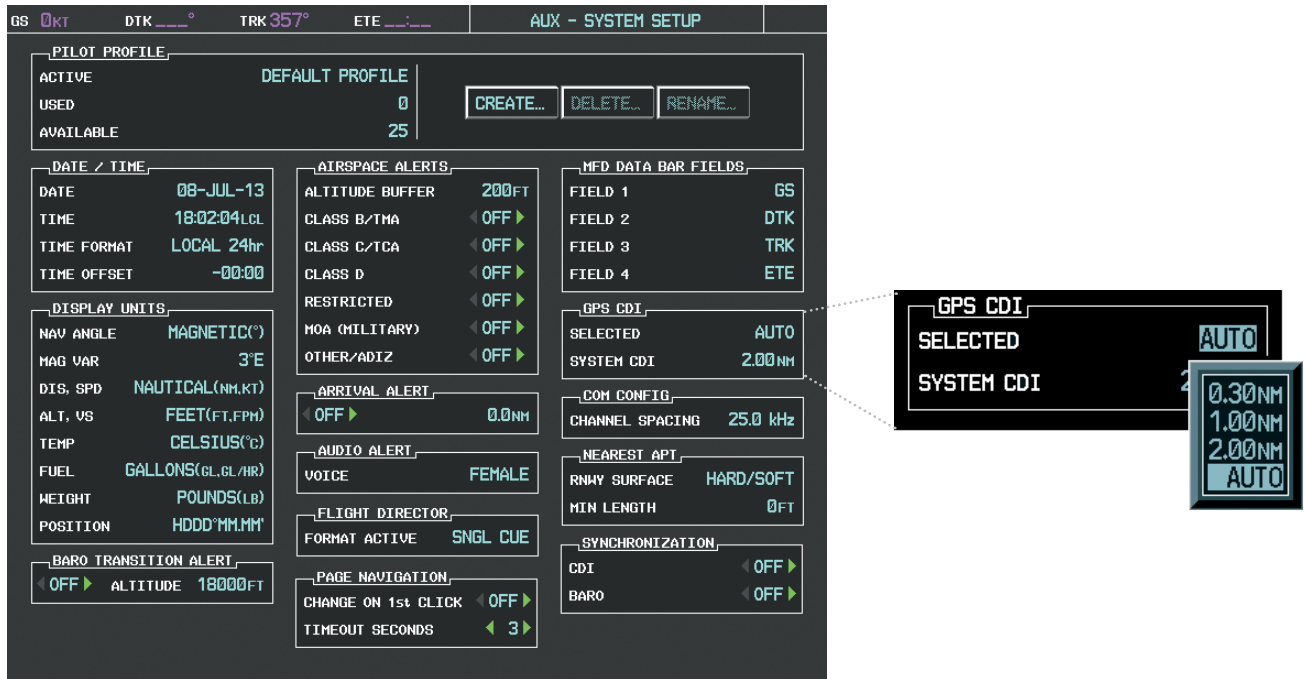 GS 0KT DTK ___° TRK 357° ETE __:__ AUX - SYSTEM SETUP
PILOT PROFILE
ACTIVE DEFAULT PROFILE
USED 0
AVAILABLE 25
CREATE... DELETE... RENAME...
DATE / TIME
DATE 08-JUL-13
TIME 18:02:04LCL
TIME FORMAT LOCAL 24hr
TIME OFFSET -00:00
DISPLAY UNITS
NAV ANGLE MAGNETIC(°)
MAG VAR 3°E
DIS, SPD NAUTICAL(NM,KT)
ALT, VS FEET(FT,FPM)
TEMP CELSIUS(°C)
FUEL GALLONS(GL,GL/HR)
WEIGHT POUNDS(LB)
POSITION HDDD°MM.MM'
BARO TRANSITION ALERT
OFF ALTITUDE 18000FT
AIRSPACE ALERTS
ALTITUDE BUFFER 200FT
CLASS B/TMA OFF
CLASS C/TCA OFF
CLASS D OFF
RESTRICTED OFF
MOA (MILITARY) OFF
OTHER/ADIZ OFF
ARRIVAL ALERT
OFF 0.0NM
AUDIO ALERT
VOICE FEMALE
FLIGHT DIRECTOR
FORMAT ACTIVE SNGL CUE
PAGE NAVIGATION
CHANGE ON 1st CLICK OFF
TIMEOUT SECONDS 3
MFD DATA BAR FIELDS
FIELD 1 GS
FIELD 2 DTK
FIELD 3 TRK
FIELD 4 ETE
GPS CDI
SELECTED AUTO
SYSTEM CDI 2.00NM
COM CONFIG
CHANNEL SPACING 25.0 kHz
NEAREST APT
RNWY SURFACE HARD/SOFT
MIN LENGTH 0FT
SYNCHRONIZATION
CDI OFF
BARO OFF
GPS CDI
SELECTED AUTO
SYSTEM CDI 2
0.30NM
1.00NM
2.00NM
AUTO